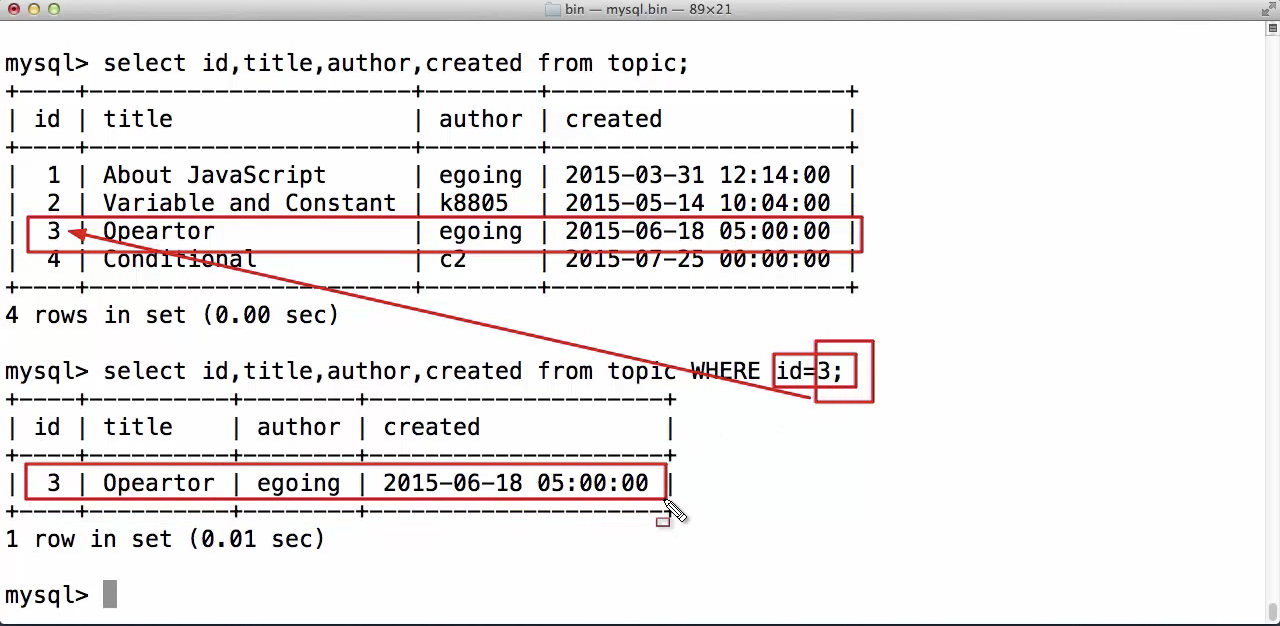 bin — mysql.bin — 89×21
mysql> select id,title,author,created from topic;
+----+-----------------------+--------+---------------------+
| id | title                 | author | created             |
+----+-----------------------+--------+---------------------+
|  1 | About JavaScript      | egoing | 2015-03-31 12:14:00 |
|  2 | Variable and Constant | k8805  | 2015-05-14 10:04:00 |
|  3 | Opeartor              | egoing | 2015-06-18 05:00:00 |
|  4 | Conditional           | c2     | 2015-07-25 00:00:00 |
+----+-----------------------+--------+---------------------+
4 rows in set (0.00 sec)
mysql> select id,title,author,created from topic WHERE id=3;
+----+----------+--------+---------------------+
| id | title    | author | created             |
+----+----------+--------+---------------------+
|  3 | Opeartor | egoing | 2015-06-18 05:00:00 |
+----+----------+--------+---------------------+
1 row in set (0.01 sec)
mysql>